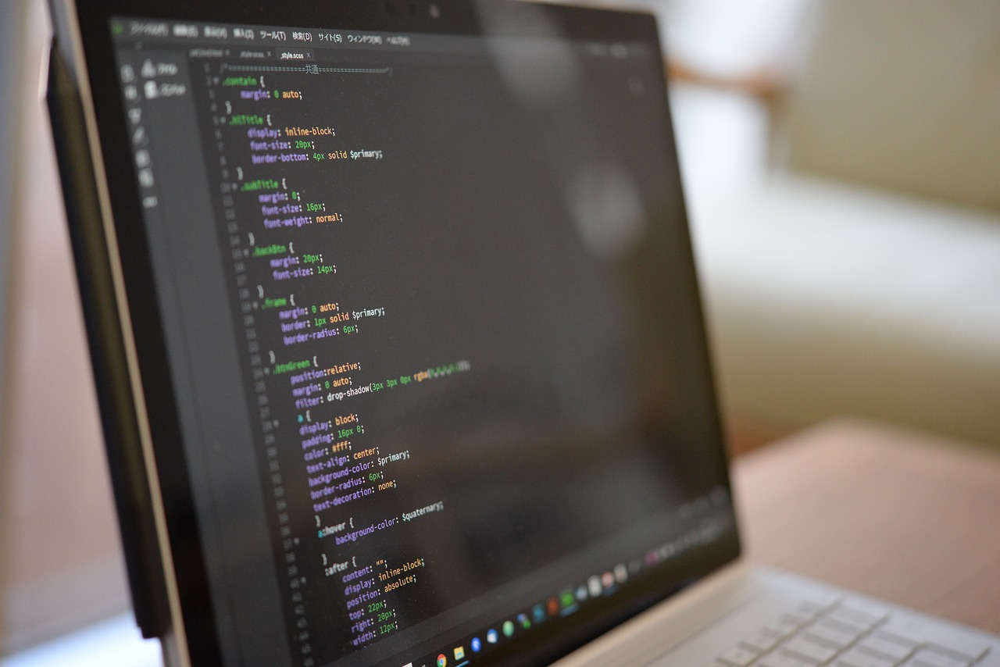 ファイル(F) 編集(E) 表示(V) 挿入(I) ツール(T) 検索(D) サイト(S) ウィンドウ(W) ヘルプ(H)
_style.scss × _style.scss ×
/*==================共通==================*/
.contain {
margin: 0 auto;
}
display: inline-block;
font-size: 20px;
border-bottom: 4px solid $primary;
}
.subTitle {
margin: 0;
font-size: 16px;
font-weight: normal;
}
.backBtn {
margin: 20px;
font-size: 14px;
}
.frame {
margin: 0 auto;
border: 1px solid $primary;
border-radius: 6px;
}
.btnGreen {
position:relative;
margin: 0 auto;
filter: drop-shadow(3px 3px 0px rgba(
a {
display: block;
padding: 16px 0;
color: #fff;
text-align: center;
background-color: $primary;
border-radius: 6px;
text-decoration: none;
}
a:hover {
background-color: $quaternary;
}
:after {
content: "";
display: inline-block;
position: absolute;
top: 22px;
right: 20px;
width: 12px;